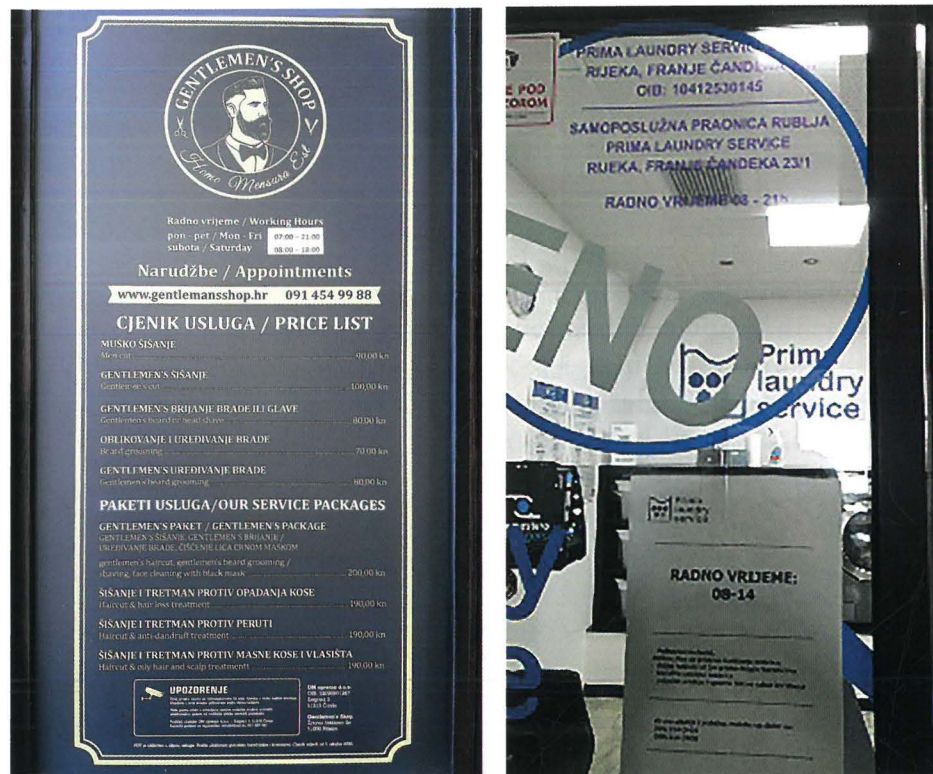 GENTLEMEN'S SHOP
Homo Mensura Est
Radno vrijeme / Working Hours
pon - pet / Mon - Fri 07:00 - 21:00
subota / Saturday 08:00 - 18:00
Narudžbe / Appointments
www.gentlemansshop.hr 091 454 99 88
CJENIK USLUGA / PRICE LIST
MUŠKO ŠIŠANJE
Men cut 90,00 kn
GENTLEMEN'S ŠIŠANJE
Gentlemen's cut 100,00 kn
GENTLEMEN'S BRIJANJE BRADE ILI GLAVE
Gentlemen's beard or head shave 80,00 kn
OBLIKOVANJE I UREĐIVANJE BRADE
Beard grooming 70,00 kn
GENTLEMEN'S UREĐIVANJE BRADE
Gentlemen's beard grooming 80,00 kn
PAKETI USLUGA/OUR SERVICE PACKAGES
GENTLEMEN'S PAKET / GENTLEMEN'S PACKAGE
GENTLEMEN'S ŠIŠANJE, GENTLEMEN'S BRIJANJE /
UREĐIVANJE BRADE, ČIŠĆENJE LICA CRNOM MASKOM
gentlemen's haircut, gentlemen's beard grooming /
shaving, face cleaning with black mask 200,00 kn
ŠIŠANJE I TRETMAN PROTIV OPADANJA KOSE
Haircut & hair loss treatment 190,00 kn
ŠIŠANJE I TRETMAN PROTIV PERUTI
Haircut & anti-dandruff treatment 190,00 kn
ŠIŠANJE I TRETMAN PROTIV MASNE KOSE I VLASIŠTA
Haircut & oily hair and scalp treatments 190,00 kn
UPOZORENJE
Gentlemen's Shop
PRIMA LAUNDRY
RIJEKA, FRANJE
OIB: 10412530145
POD
SAMOPOSLUŽNA PRAONICA RUBLJA
PRIMA LAUNDRY SERVICE
RIJEKA, FRANJE ČANDEKA 23/1
RADNO VRIJEME 08 - 21h
ENO
Prima
laundry
service
Prima
laundry
service
RADNO VRIJEME:
08-14